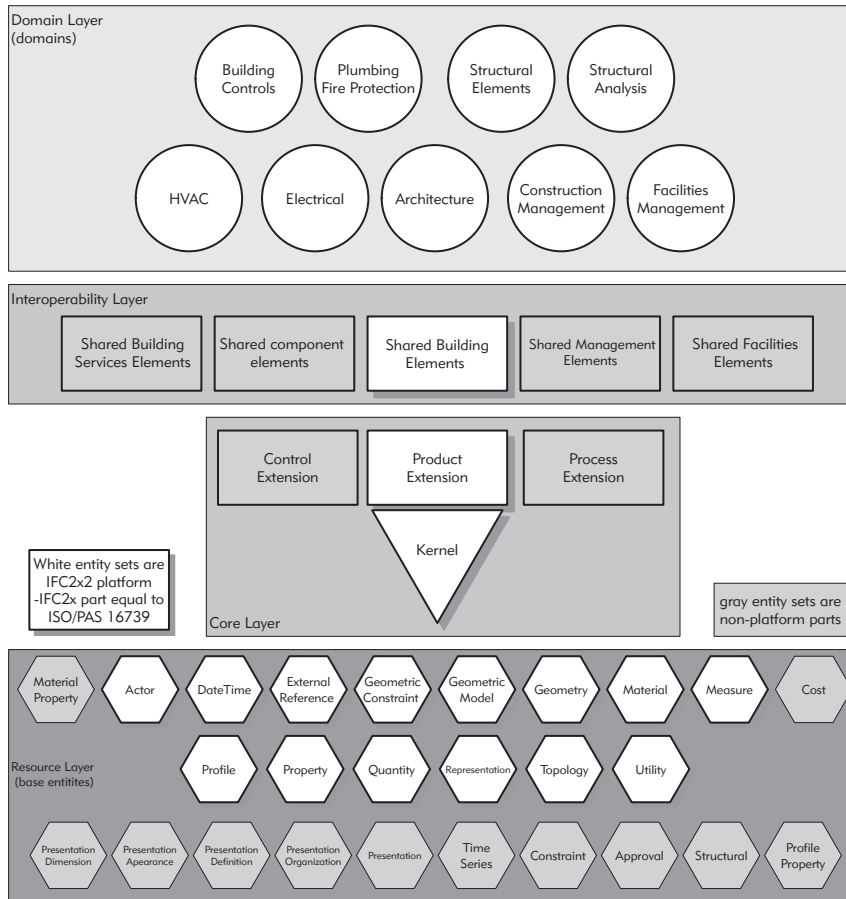 Domain Layer
(domains)
Building
Controls
Plumbing
Fire Protection
Structural
Elements
Structural
Analysis
HVAC
Electrical
Architecture
Construction
Management
Facilities
Management
Interoperability Layer
Shared Building
Services Elements
Shared component
elements
Shared Building
Elements
Shared Management
Elements
Shared Facilities
Elements
Control
Extension
Product
Extension
Process
Extension
Kernel
Core Layer
White entity sets are
IFC2x2 platform
-IFC2x part equal to
ISO/PAS 16739
gray entity sets are
non-platform parts
Material
Property
Actor
DateTime
External
Reference
Geometric
Constraint
Geometric
Model
Geometry
Material
Measure
Cost
Resource Layer
(base entitites)
Profile
Property
Quantity
Representation
Topology
Utility
Presentation
Dimension
Presentation
Apearance
Presentation
Definition
Presentation
Organization
Presentation
Time
Series
Constraint
Approval
Structural
Profile
Property